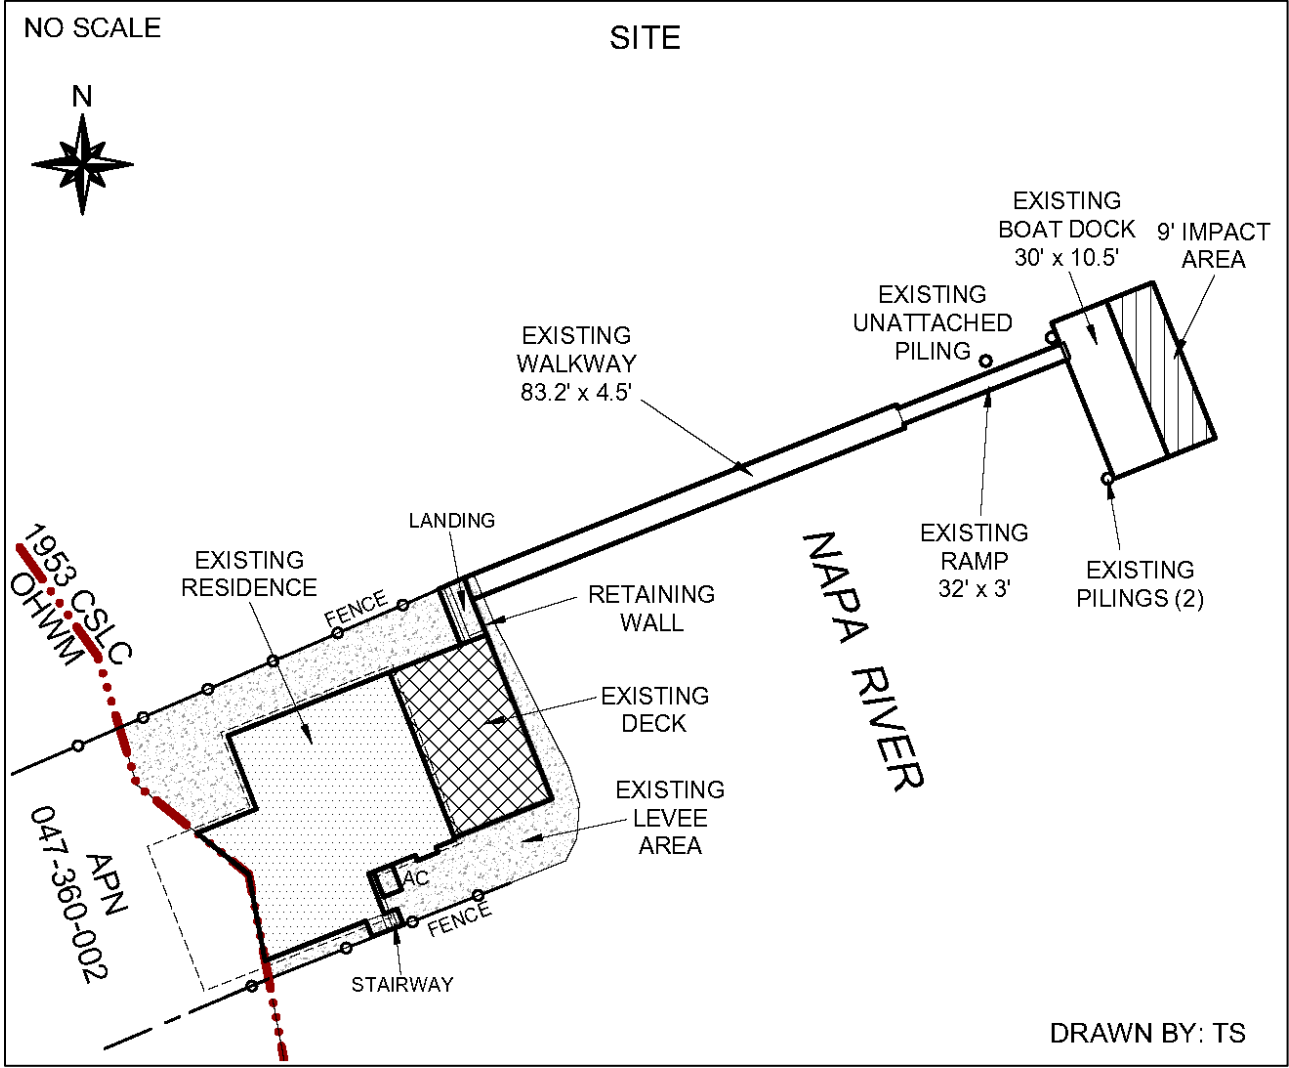 NO SCALE
SITE
N
EXISTING
BOAT DOCK
30' x 10.5'
9' IMPACT
AREA
EXISTING
UNATTACHED
PILING
EXISTING
WALKWAY
83.2' x 4.5'
LANDING
EXISTING
RAMP
32' x 3'
EXISTING
PILINGS (2)
1953 CSLC
OHWM
EXISTING
RESIDENCE
FENCE
RETAINING
WALL
NAPA RIVER
EXISTING
DECK
EXISTING
LEVEE
AREA
APN
047-360-002
AC
FENCE
STAIRWAY
DRAWN BY: TS